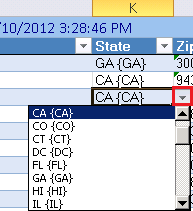 K
/10/2012 3:28:46 PM
State Zip
GA {GA} 300
CA {CA} 943
CA {CA}
CA {CA}
CO {CO}
CT {CT}
DC {DC}
FL {FL}
GA {GA}
HI {HI}
IL {IL}